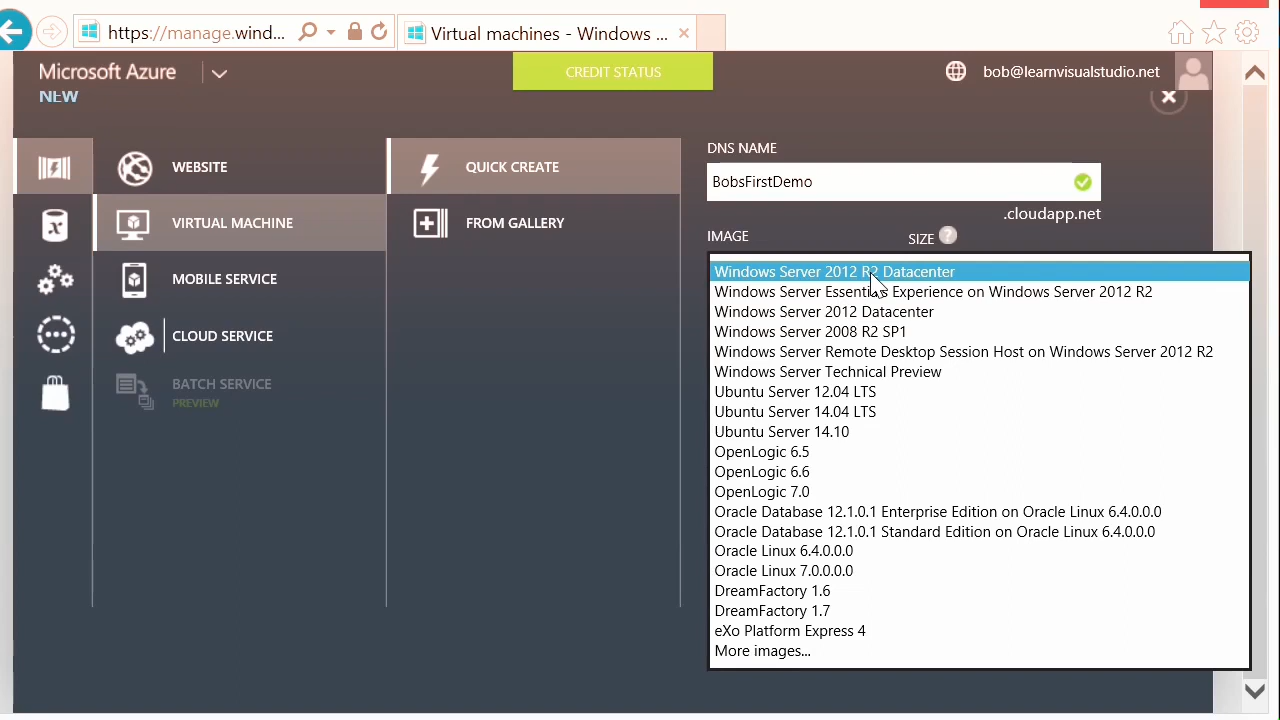 https://manage.wind...
Virtual machines - Windows ...
Microsoft Azure
CREDIT STATUS
bob@learnvisualstudio.net
NEW
WEBSITE
VIRTUAL MACHINE
MOBILE SERVICE
CLOUD SERVICE
BATCH SERVICE
PREVIEW
QUICK CREATE
FROM GALLERY
DNS NAME
BobsFirstDemo
.cloudapp.net
IMAGE
SIZE ?
Windows Server 2012 R2 Datacenter
Windows Server Essentials Experience on Windows Server 2012 R2
Windows Server 2012 Datacenter
Windows Server 2008 R2 SP1
Windows Server Remote Desktop Session Host on Windows Server 2012 R2
Windows Server Technical Preview
Ubuntu Server 12.04 LTS
Ubuntu Server 14.04 LTS
Ubuntu Server 14.10
OpenLogic 6.5
OpenLogic 6.6
OpenLogic 7.0
Oracle Database 12.1.0.1 Enterprise Edition on Oracle Linux 6.4.0.0.0
Oracle Database 12.1.0.1 Standard Edition on Oracle Linux 6.4.0.0.0
Oracle Linux 6.4.0.0.0
Oracle Linux 7.0.0.0.0
DreamFactory 1.6
DreamFactory 1.7
eXo Platform Express 4
More images...